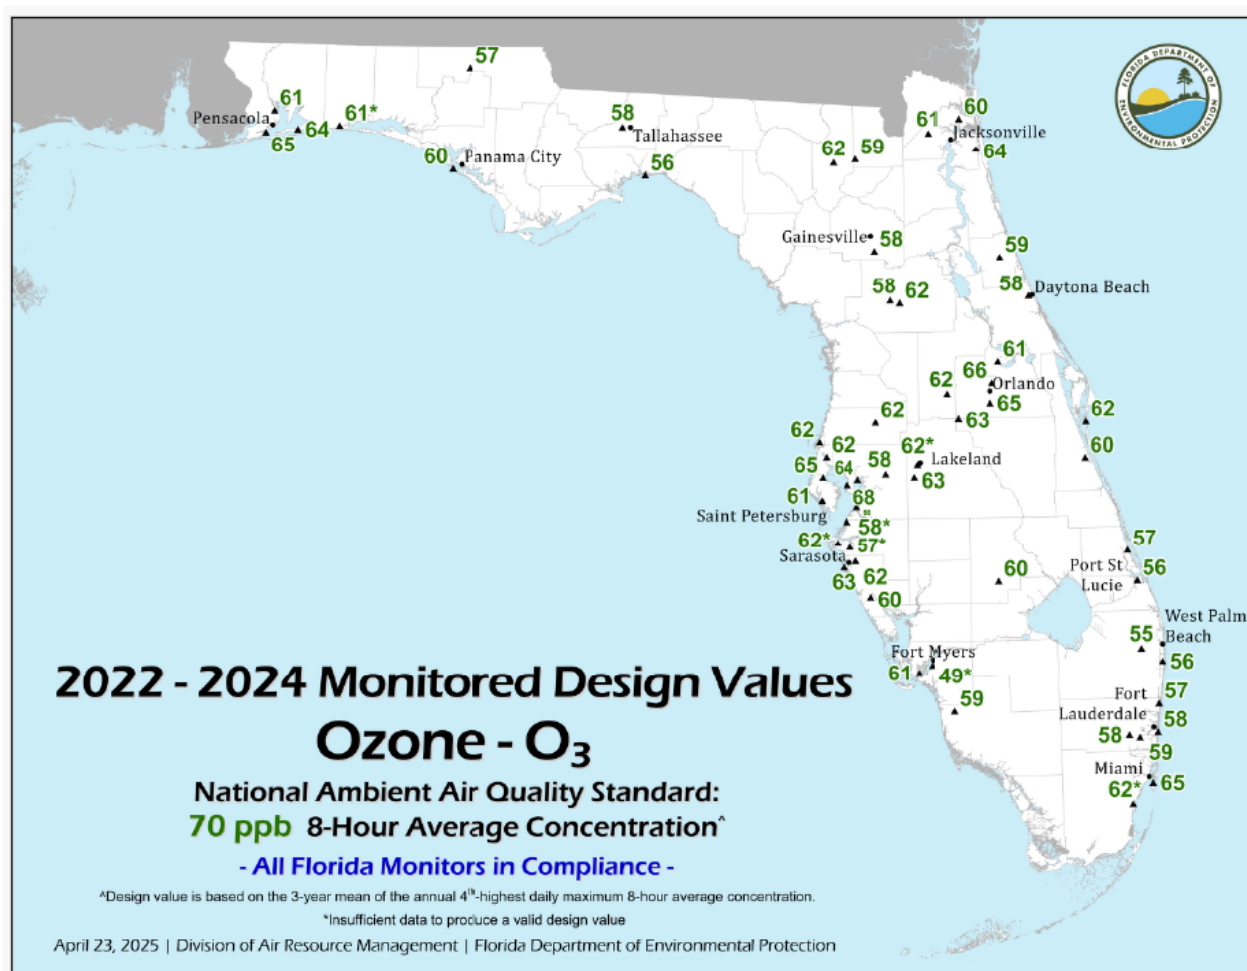 57
61
61*
Pensacola
64
65
58
Tallahassee
60
Panama City
56
60
61
Jacksonville
64
62
59
Gainesville
58
59
58
62
58
Daytona Beach
61
66
Orlando
62
65
63
62
62
60
62
62
62*
Lakeland
65
64
58
63
61
68
Saint Petersburg
*
58*
62*
57*
Sarasota
63
62
60
60
57
Port St
Lucie
56
West Palm
Beach
55
56
Fort Myers
61
49*
59
57
Fort
Lauderdale
58
58
59
Miami
65
62*
FLORIDA DEPARTMENT OF
ENVIRONMENTAL PROTECTION
2022 - 2024 Monitored Design Values
Ozone - O₃
National Ambient Air Quality Standard:
70 ppb 8-Hour Average Concentration^
- All Florida Monitors in Compliance -
^Design value is based on the 3-year mean of the annual 4th-highest daily maximum 8-hour average concentration.
*Insufficient data to produce a valid design value
April 23, 2025 | Division of Air Resource Management | Florida Department of Environmental Protection